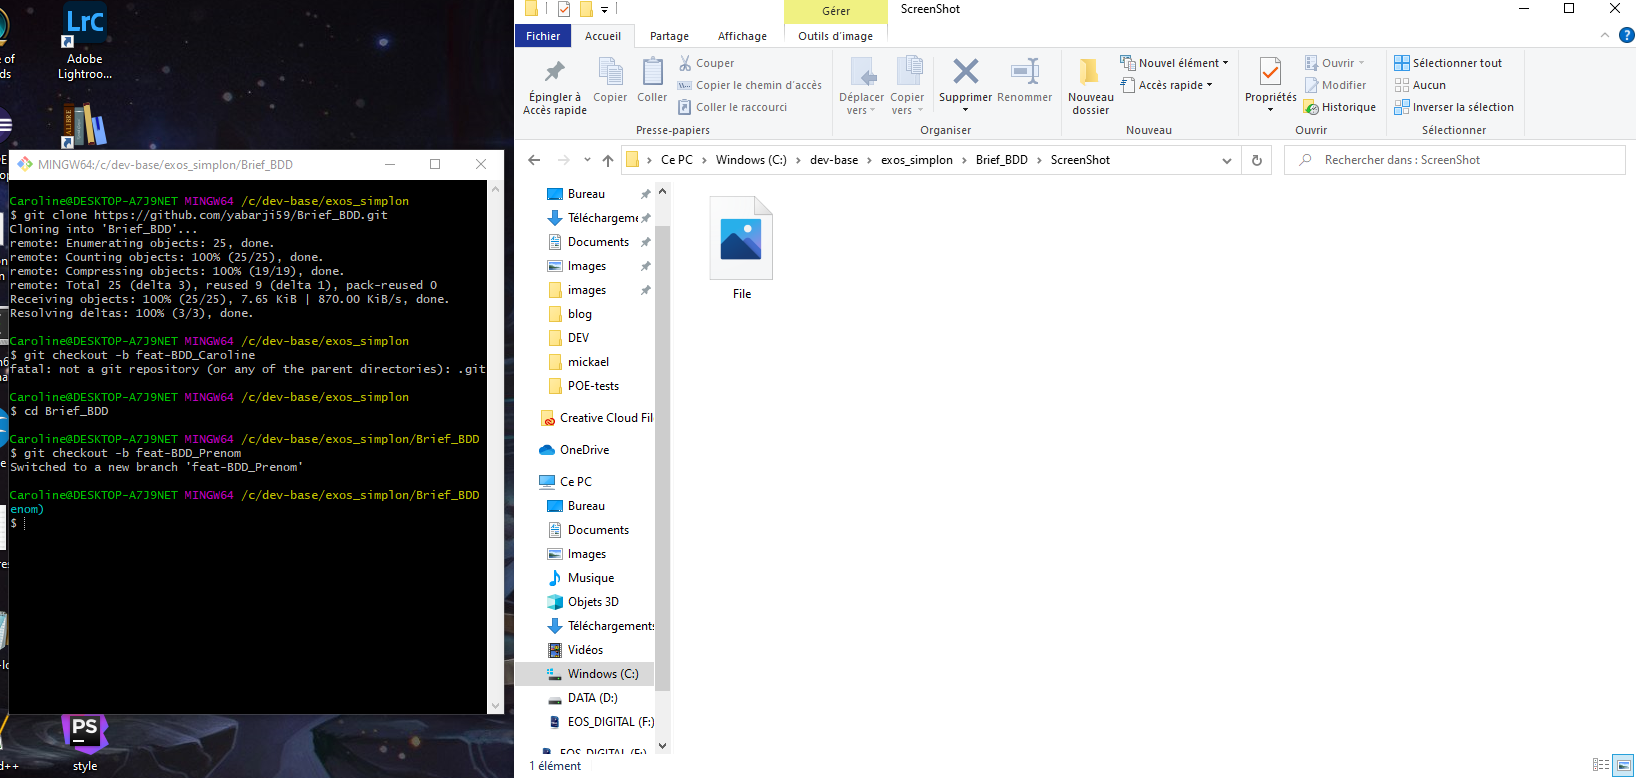 LrC
Adobe
Lightroo...
MINGW64:/c/dev-base/exos_simplon/Brief_BDD
Caroline@DESKTOP-A7J9NET MINGW64 /c/dev-base/exos_simplon
$ git clone https://github.com/yabarji59/Brief_BDD.git
Cloning into 'Brief_BDD'...
remote: Enumerating objects: 25, done.
remote: Counting objects: 100% (25/25), done.
remote: Compressing objects: 100% (19/19), done.
remote: Total 25 (delta 3), reused 9 (delta 1), pack-reused 0
Receiving objects: 100% (25/25), 7.65 KiB | 870.00 KiB/s, done.
Resolving deltas: 100% (3/3), done.
Caroline@DESKTOP-A7J9NET MINGW64 /c/dev-base/exos_simplon
$ git checkout -b feat-BDD_Caroline
fatal: not a git repository (or any of the parent directories): .git
Caroline@DESKTOP-A7J9NET MINGW64 /c/dev-base/exos_simplon
$ cd Brief_BDD
Caroline@DESKTOP-A7J9NET MINGW64 /c/dev-base/exos_simplon/Brief_BDD
$ git checkout -b feat-BDD_Prenom
Switched to a new branch 'feat-BDD_Prenom'
Caroline@DESKTOP-A7J9NET MINGW64 /c/dev-base/exos_simplon/Brief_BDD
enom)
$
PS
style
Gérer
ScreenShot
Fichier
Accueil
Partage
Affichage
Outils d'image
Épingler à
Accès rapide
Copier
Coller
Couper
Copier le chemin d'accès
Coller le raccourci
Presse-papiers
Déplacer
vers
Copier
vers
Supprimer
Renommer
Organiser
Nouveau
dossier
Nouvel élément
Accès rapide
Nouveau
Propriétés
Ouvrir
Modifier
Historique
Ouvrir
Sélectionner tout
Aucun
Inverser la sélection
Sélectionner
Ce PC
Windows (C:)
dev-base
exos_simplon
Brief_BDD
ScreenShot
Rechercher dans : ScreenShot
Bureau
Téléchargeme
Documents
Images
images
blog
DEV
mickael
POE-tests
Creative Cloud Fil
OneDrive
Ce PC
Bureau
Documents
Images
Musique
Objets 3D
Téléchargements
Vidéos
Windows (C:)
DATA (D:)
EOS_DIGITAL (F:)
EOS_DIGITAL (F:)
File
1 élément